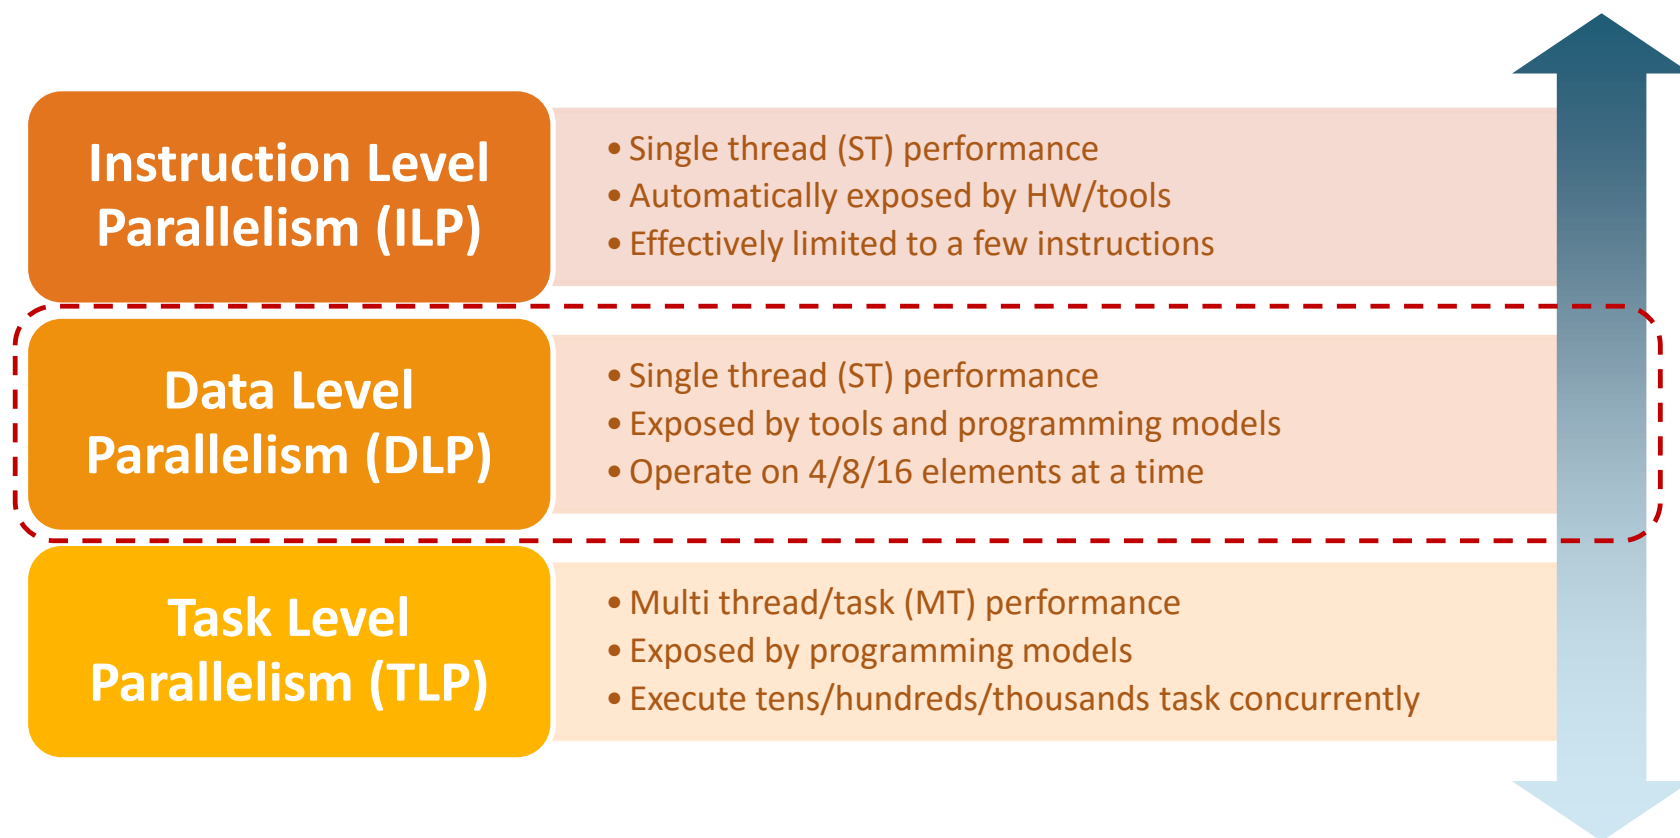 Instruction Level
Parallelism (ILP)
• Single thread (ST) performance
• Automatically exposed by HW/tools
• Effectively limited to a few instructions
Data Level
Parallelism (DLP)
• Single thread (ST) performance
• Exposed by tools and programming models
• Operate on 4/8/16 elements at a time
Task Level
Parallelism (TLP)
• Multi thread/task (MT) performance
• Exposed by programming models
• Execute tens/hundreds/thousands task concurrently